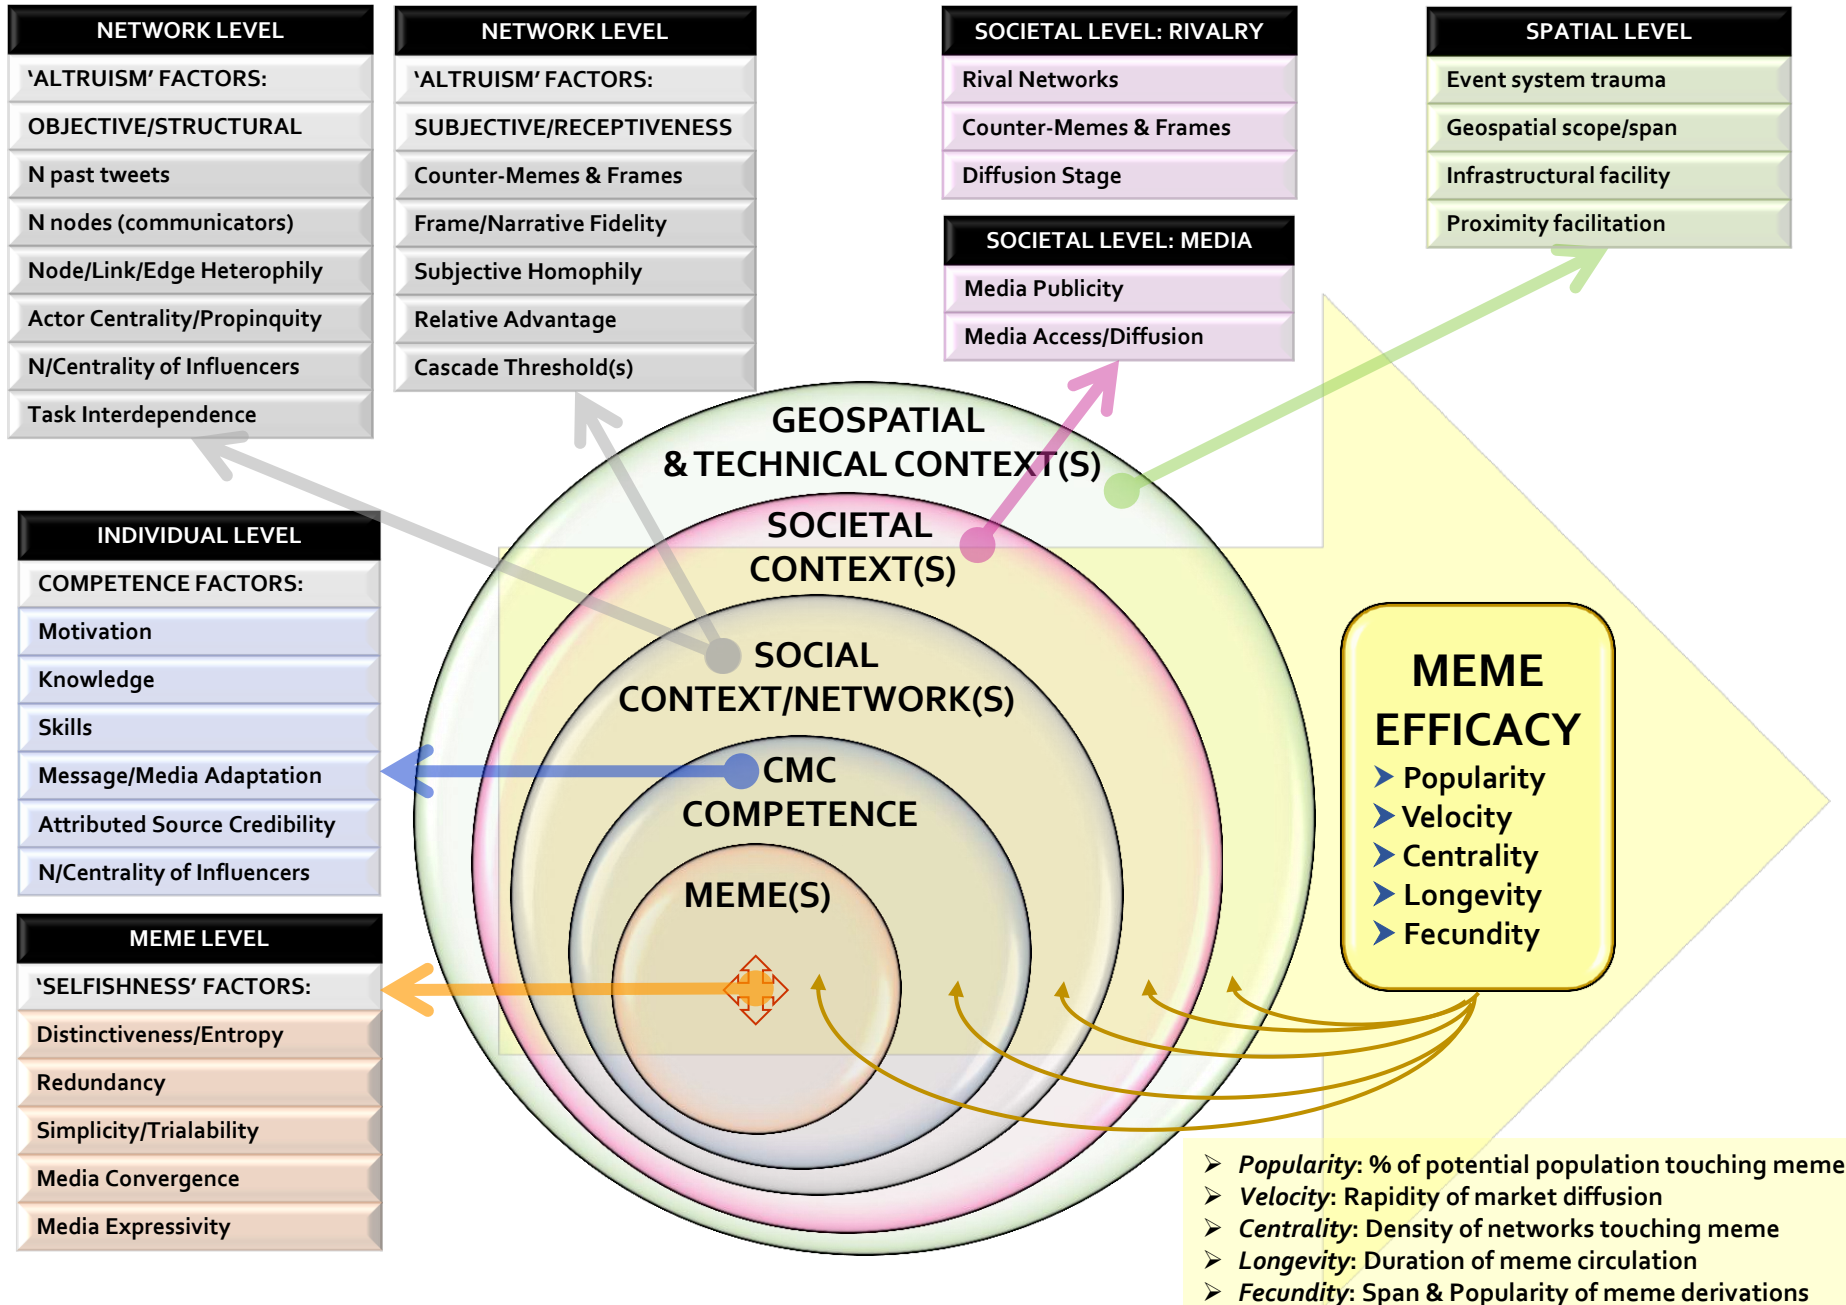 NETWORK LEVEL
‘ALTRUISM’ FACTORS:
OBJECTIVE/STRUCTURAL
N past tweets
N nodes (communicators)
Node/Link/Edge Heterophily
Actor Centrality/Propinquity
N/Centrality of Influencers
Task Interdependence
NETWORK LEVEL
‘ALTRUISM’ FACTORS:
SUBJECTIVE/RECEPTIVENESS
Counter-Memes & Frames
Frame/Narrative Fidelity
Subjective Homophily
Relative Advantage
Cascade Threshold(s)
SOCIETAL LEVEL: RIVALRY
Rival Networks
Counter-Memes & Frames
Diffusion Stage
SOCIETAL LEVEL: MEDIA
Media Publicity
Media Access/Diffusion
SPATIAL LEVEL
Event system trauma
Geospatial scope/span
Infrastructural facility
Proximity facilitation
INDIVIDUAL LEVEL
COMPETENCE FACTORS:
Motivation
Knowledge
Skills
Message/Media Adaptation
Attributed Source Credibility
N/Centrality of Influencers
MEME LEVEL
‘SELFISHNESS’ FACTORS:
Distinctiveness/Entropy
Redundancy
Simplicity/Trialability
Media Convergence
Media Expressivity
GEOSPATIAL
& TECHNICAL CONTEXT(S)
SOCIETAL
CONTEXT(S)
SOCIAL
CONTEXT/NETWORK(S)
CMC
COMPETENCE
MEME(S)
MEME
EFFICACY
➤ Popularity
➤ Velocity
➤ Centrality
➤ Longevity
➤ Fecundity
➢ Popularity: % of potential population touching meme
➢ Velocity: Rapidity of market diffusion
➢ Centrality: Density of networks touching meme
➢ Longevity: Duration of meme circulation
➢ Fecundity: Span & Popularity of meme derivations